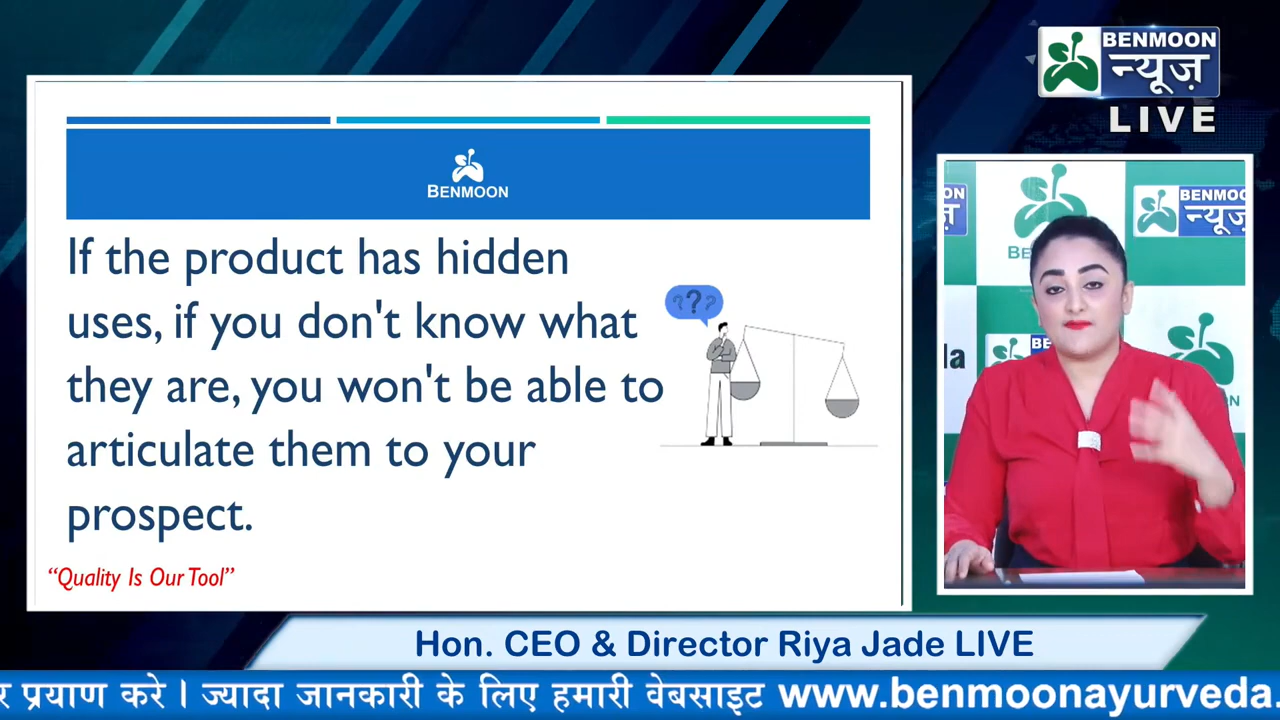 BENMOON
न्यूज़
LIVE
BENMOON
If the product has hidden
uses, if you don't know what
they are, you won't be able to
articulate them to your
prospect.
“Quality Is Our Tool”
???
BENMOON
न्यूज़
Hon. CEO & Director Riya Jade LIVE
र प्रयाण करे । ज्यादा जानकारी के लिए हमारी वेबसाइट www.benmoonayurveda.